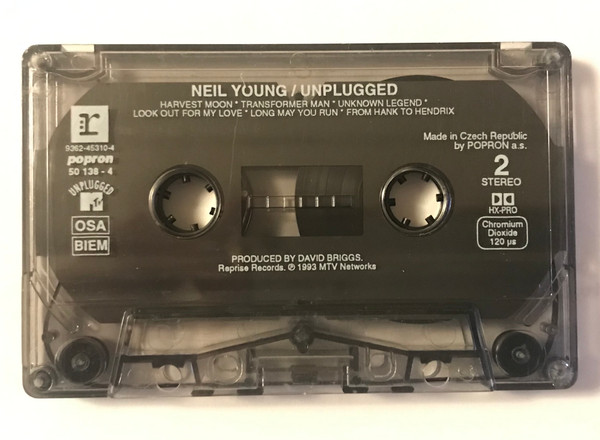 NEIL YOUNG / UNPLUGGED
HARVEST MOON * TRANSFORMER MAN * UNKNOWN LEGEND *
LOOK OUT FOR MY LOVE * LONG MAY YOU RUN * FROM HANK TO HENDRIX
r
9362-45310-4
popron
50 138 - 4
UNPLUGGED
MTV
OSA
BIEM
Made in Czech Republic
by POPRON a.s.
2
STEREO
HX-PRO
Chromium
Dioxide
120 µs
PRODUCED BY DAVID BRIGGS.
Reprise Records. ℗ 1993 MTV Networks